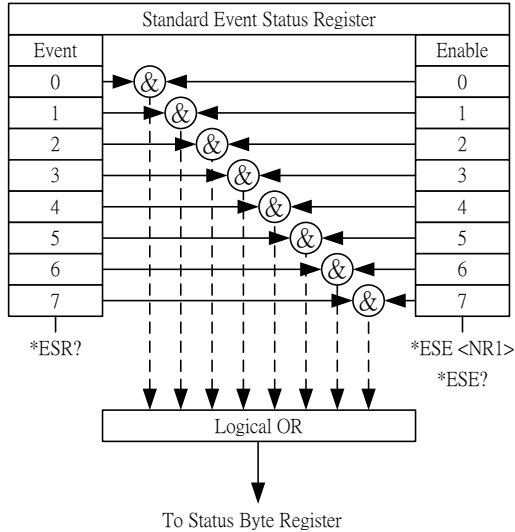 Standard Event Status Register
Event Enable
0 & 0
1 & 1
2 & 2
3 & 3
4 & 4
5 & 5
6 & 6
7 & 7
*ESR? *ESE <NR1>
*ESE?
Logical OR
To Status Byte Register